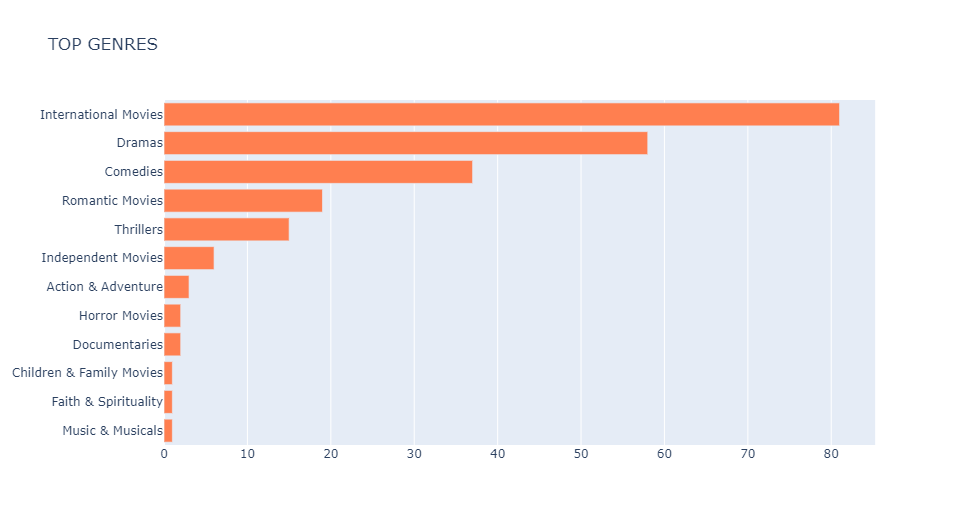 TOP GENRES
International Movies
Dramas
Comedies
Romantic Movies
Thrillers
Independent Movies
Action & Adventure
Horror Movies
Documentaries
Children & Family Movies
Faith & Spirituality
Music & Musicals
0 10 20 30 40 50 60 70 80